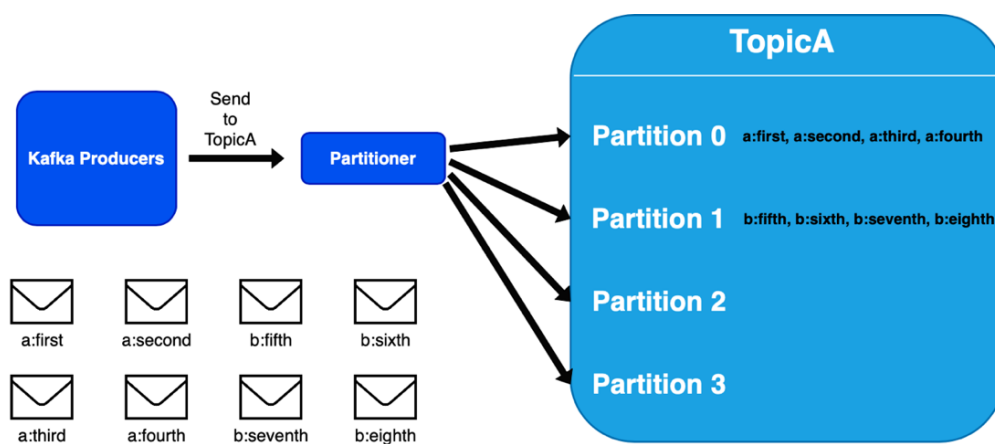 TopicA
Send
to
TopicA
Kafka Producers
Partitioner
Partition 0 a:first, a:second, a:third, a:fourth
Partition 1 b:fifth, b:sixth, b:seventh, b:eighth
Partition 2
Partition 3
a:first a:second b:fifth b:sixth
a:third a:fourth b:seventh b:eighth